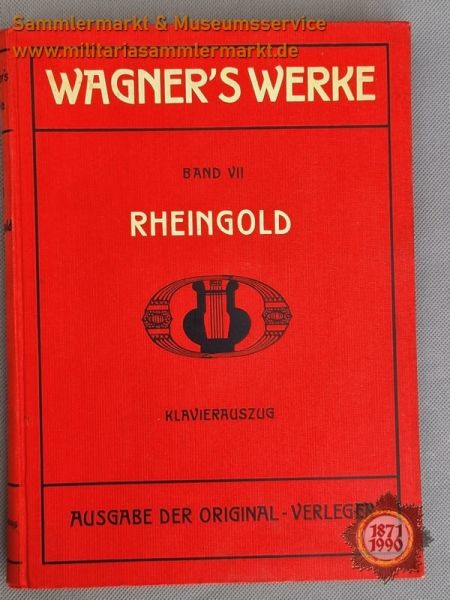 Sammlermarkt & Museumsservice
www.militariasammlermarkt.de
WAGNER'S WERKE
BAND VII
RHEINGOLD
KLAVIERAUSZUG
AUSGABE DER ORIGINAL-VERLEGER
1871
1990